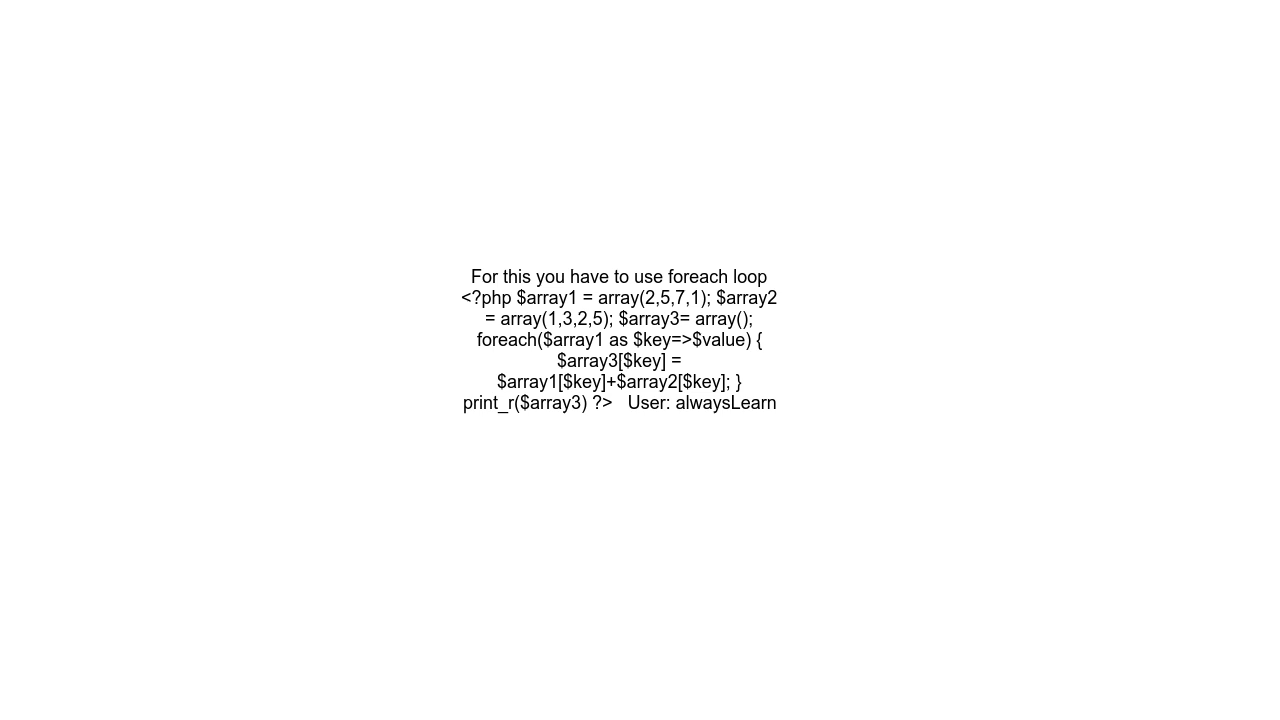 For this you have to use foreach loop
<?php $array1 = array(2,5,7,1); $array2
= array(1,3,2,5); $array3= array();
foreach($array1 as $key=>$value) {
$array3[$key] =
$array1[$key]+$array2[$key]; }
print_r($array3) ?>   User: alwaysLearn